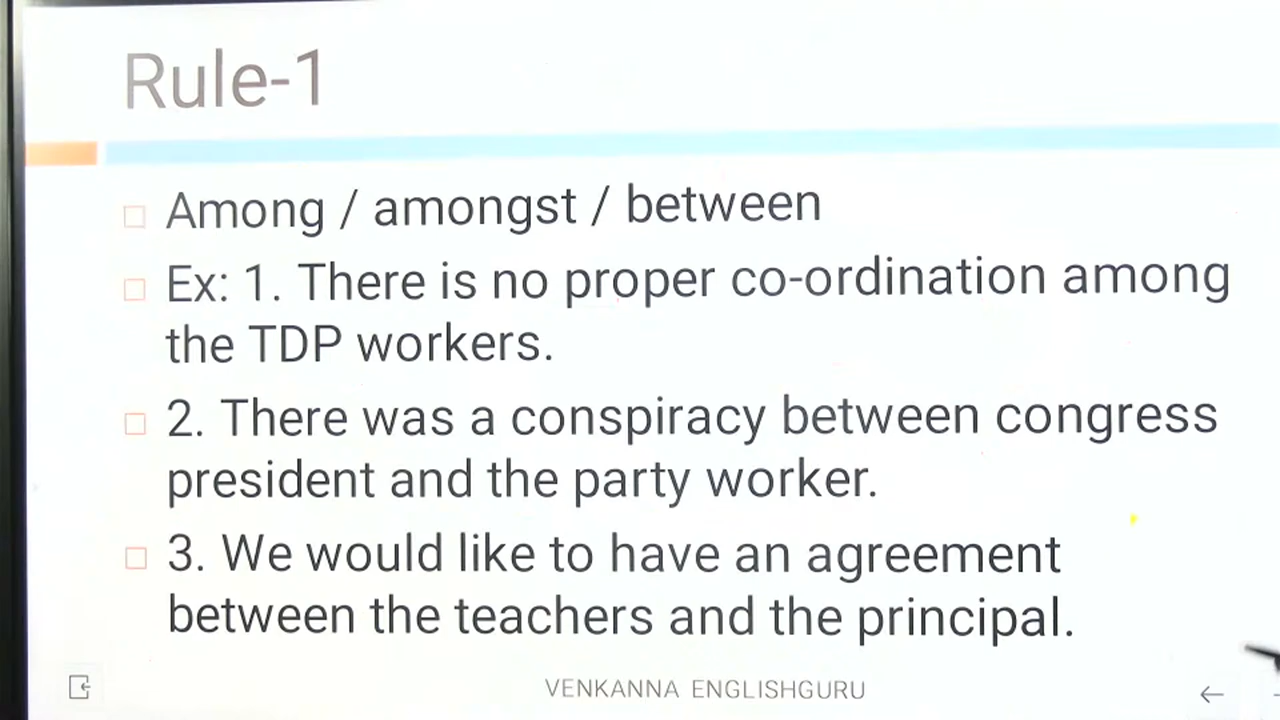 Rule-1
Among / amongst / between
Ex: 1. There is no proper co-ordination among
the TDP workers.
2. There was a conspiracy between congress
president and the party worker.
3. We would like to have an agreement
between the teachers and the principal.
VENKANNA ENGLISHGURU